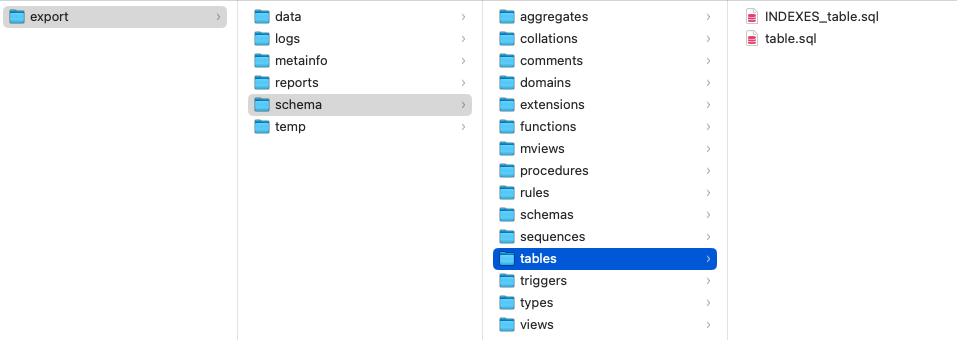 export
data
logs
metainfo
reports
schema
temp
aggregates
collations
comments
domains
extensions
functions
mviews
procedures
rules
schemas
sequences
tables
triggers
types
views
INDEXES_table.sql
table.sql